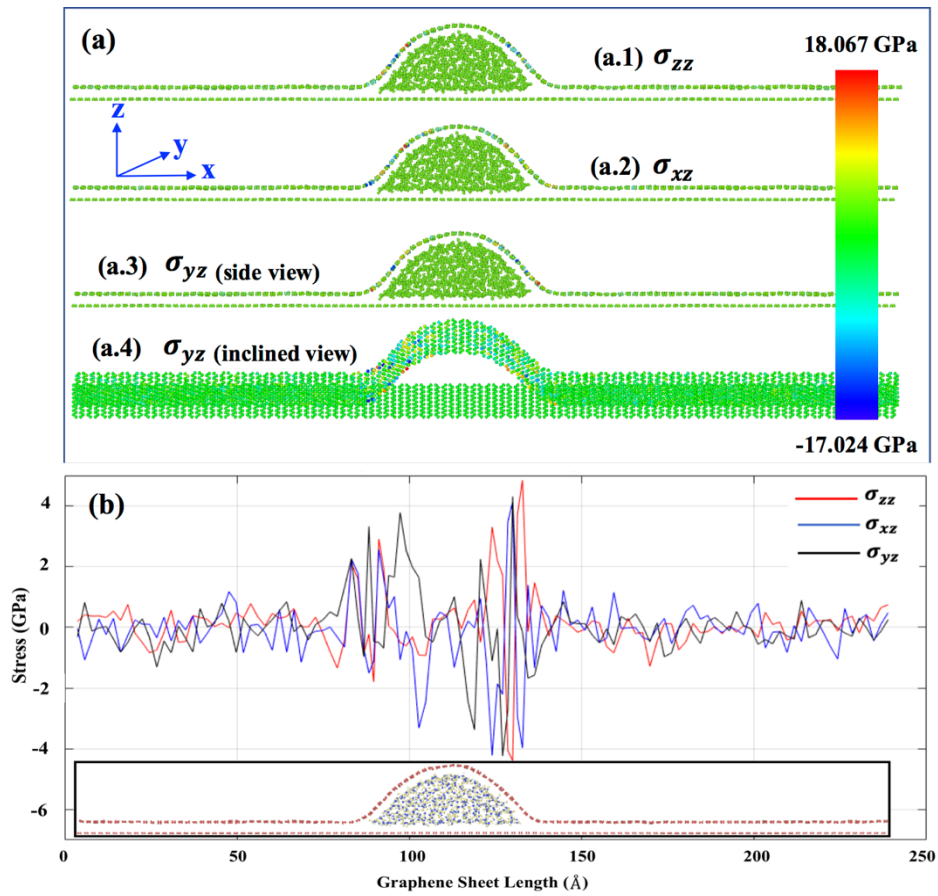 (a)
18.067 GPa
(a.1) σzz
z
y
x
(a.2) σxz
(a.3) σyz (side view)
(a.4) σyz (inclined view)
-17.024 GPa
(b)
σzz
σxz
σyz
4
2
0
-2
-4
-6
Stress (GPa)
0 50 100 150 200 250
Graphene Sheet Length (Å)